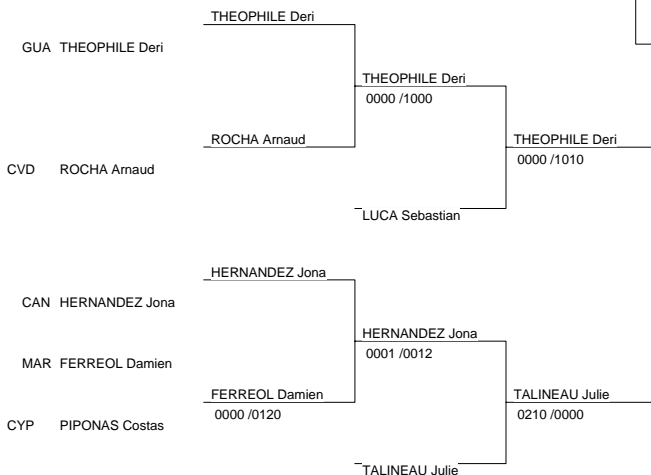 THEOPHILE Deri
GUA THEOPHILE Deri
THEOPHILE Deri
0000 /1000
ROCHA Arnaud
THEOPHILE Deri
0000 /1010
CVD ROCHA Arnaud
LUCA Sebastian
HERNANDEZ Jona
CAN HERNANDEZ Jona
HERNANDEZ Jona
0001 /0012
MAR FERREOL Damien
FERREOL Damien
0000 /0120
TALINEAU Julie
0210 /0000
CYP PIPONAS Costas
TALINEAU Julie